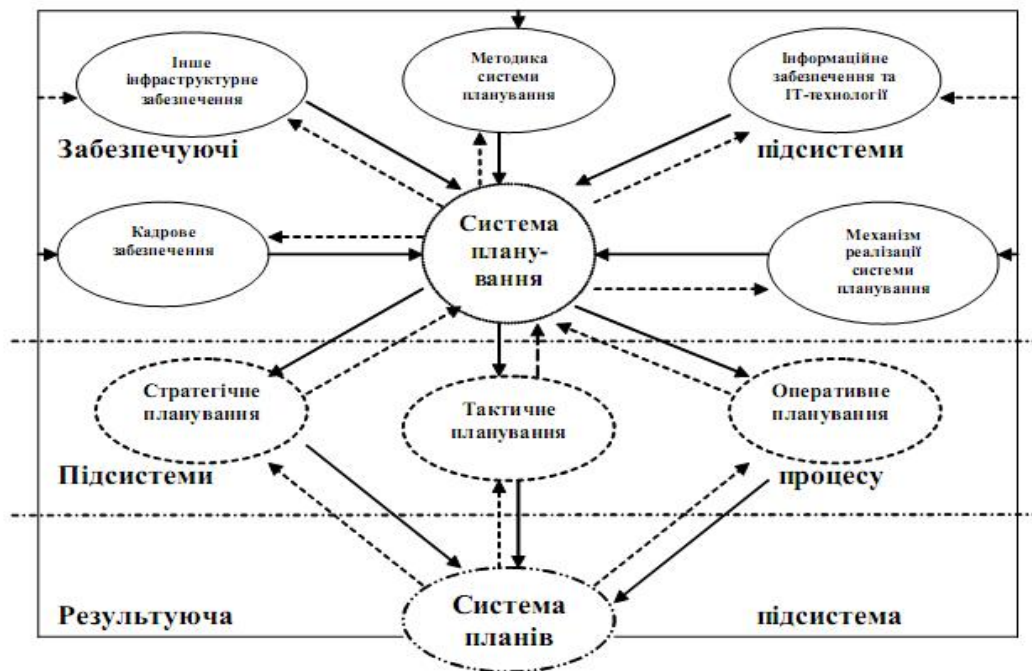 Інше
інфраструктурне
забезпечення
Методика
системи
планування
Інформаційне
забезпечення та
ІТ-технології
Забезпечуючі
підсистеми
Кадрове
забезпечення
Система
плану-
вання
Механізм
реалізації
системи
планування
Стратегічне
планування
Тактичне
планування
Оперативне
планування
Підсистеми
процесу
Результуюча
Система
планів
підсистема